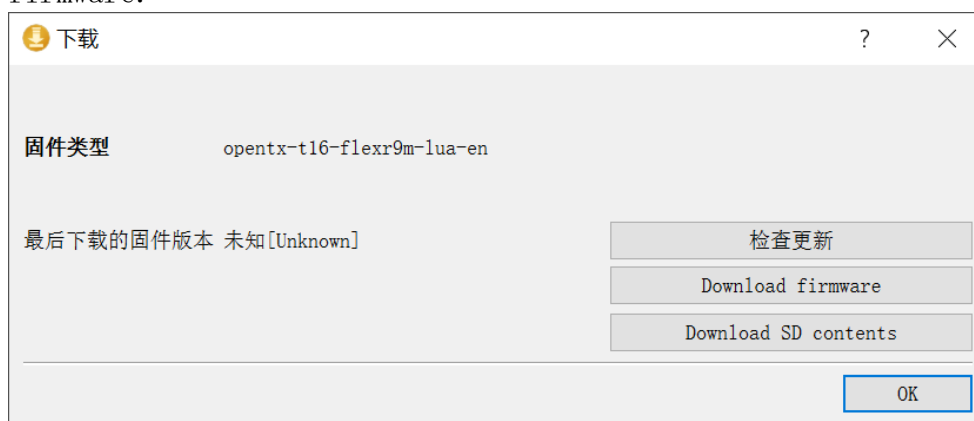 firmware.
下载
?
×
固件类型 opentx-t16-flexr9m-lua-en
最后下载的固件版本 未知[Unknown]
检查更新
Download firmware
Download SD contents
OK